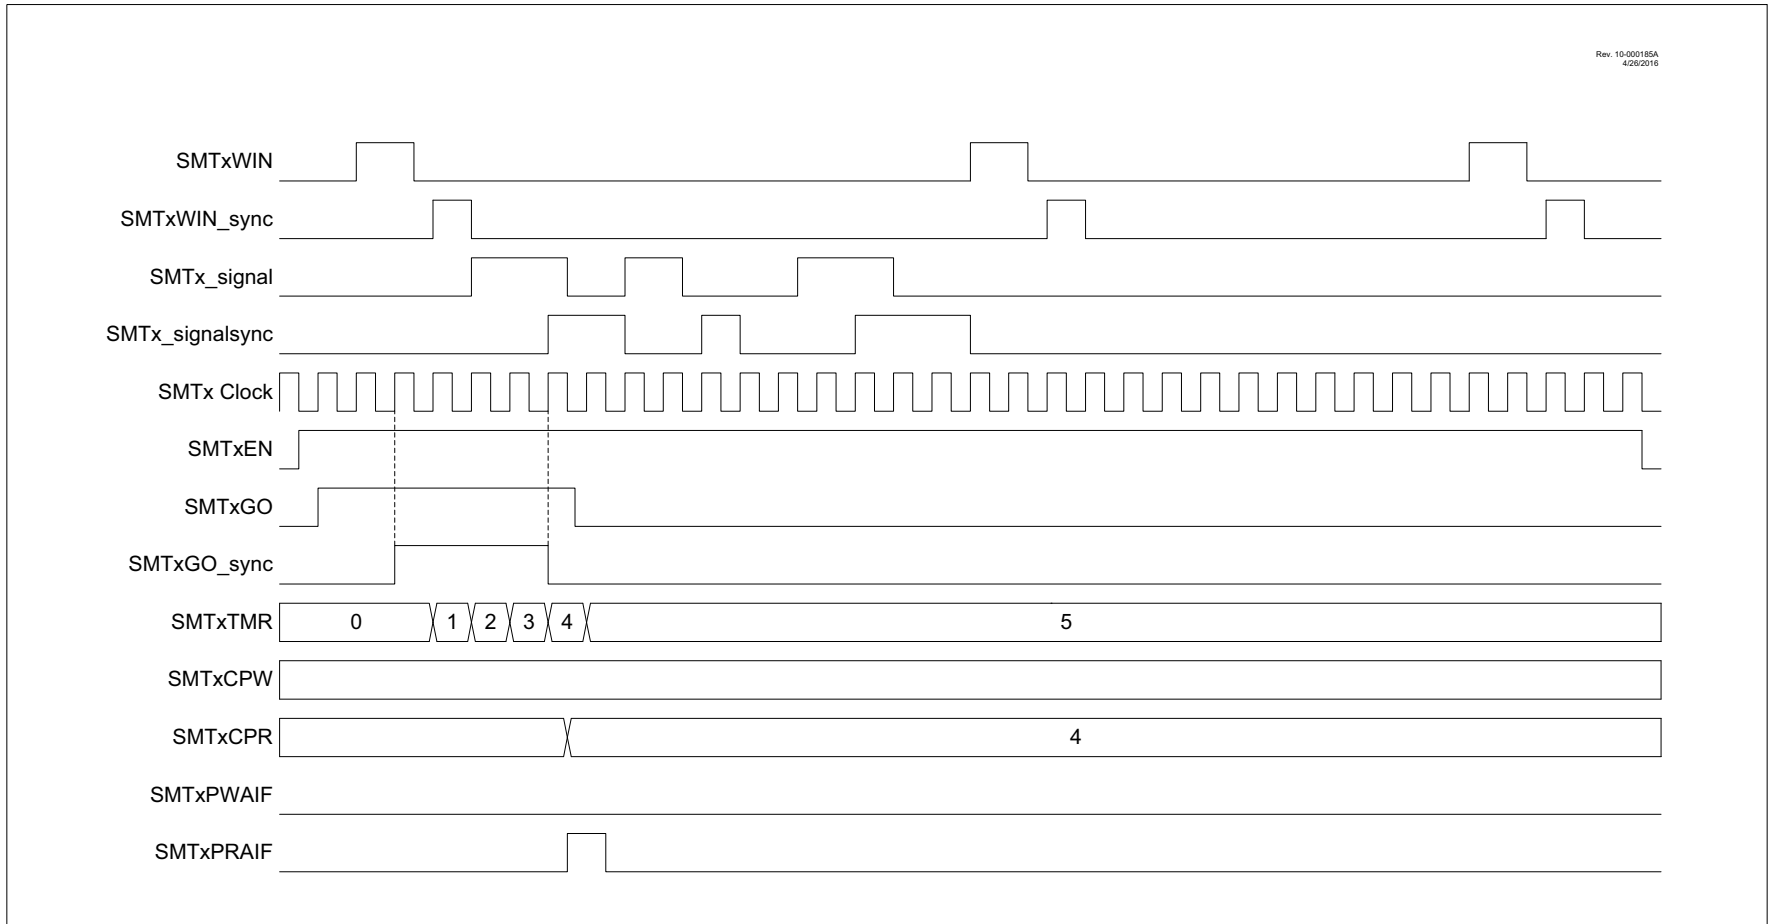 Rev. 10-000185A
4/26/2016
SMTxWIN
SMTxWIN_sync
SMTx_signal
SMTx_signalsync
SMTx Clock
SMTxEN
SMTxGO
SMTxGO_sync
SMTxTMR 0 1 2 3 4 5
SMTxCPW
SMTxCPR 4
SMTxPWAIF
SMTxPRAIF